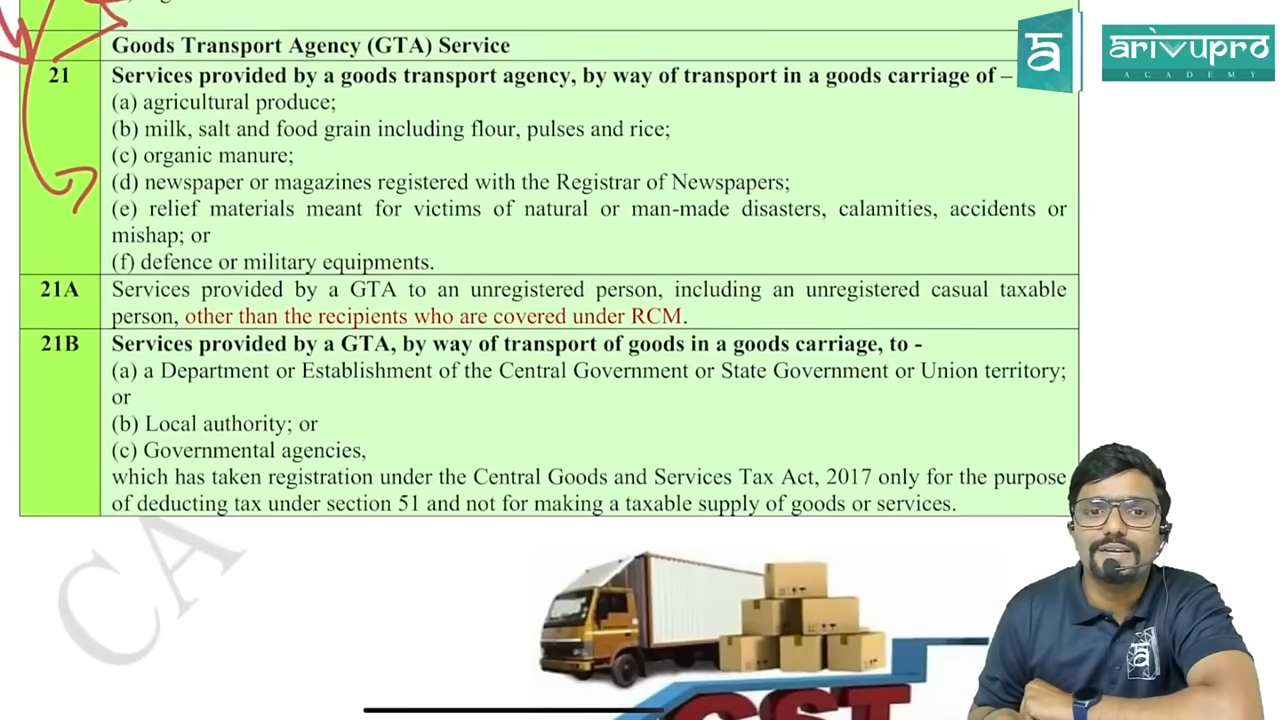 Goods Transport Agency (GTA) Service
21 Services provided by a goods transport agency, by way of transport in a goods carriage of –
(a) agricultural produce;
(b) milk, salt and food grain including flour, pulses and rice;
(c) organic manure;
(d) newspaper or magazines registered with the Registrar of Newspapers;
(e) relief materials meant for victims of natural or man-made disasters, calamities, accidents or
mishap; or
(f) defence or military equipments.
21A Services provided by a GTA to an unregistered person, including an unregistered casual taxable
person, other than the recipients who are covered under RCM.
21B Services provided by a GTA, by way of transport of goods in a goods carriage, to -
(a) a Department or Establishment of the Central Government or State Government or Union territory;
or
(b) Local authority; or
(c) Governmental agencies,
which has taken registration under the Central Goods and Services Tax Act, 2017 only for the purpose
of deducting tax under section 51 and not for making a taxable supply of goods or services.
arivupro
ACADEMY
CA
GST